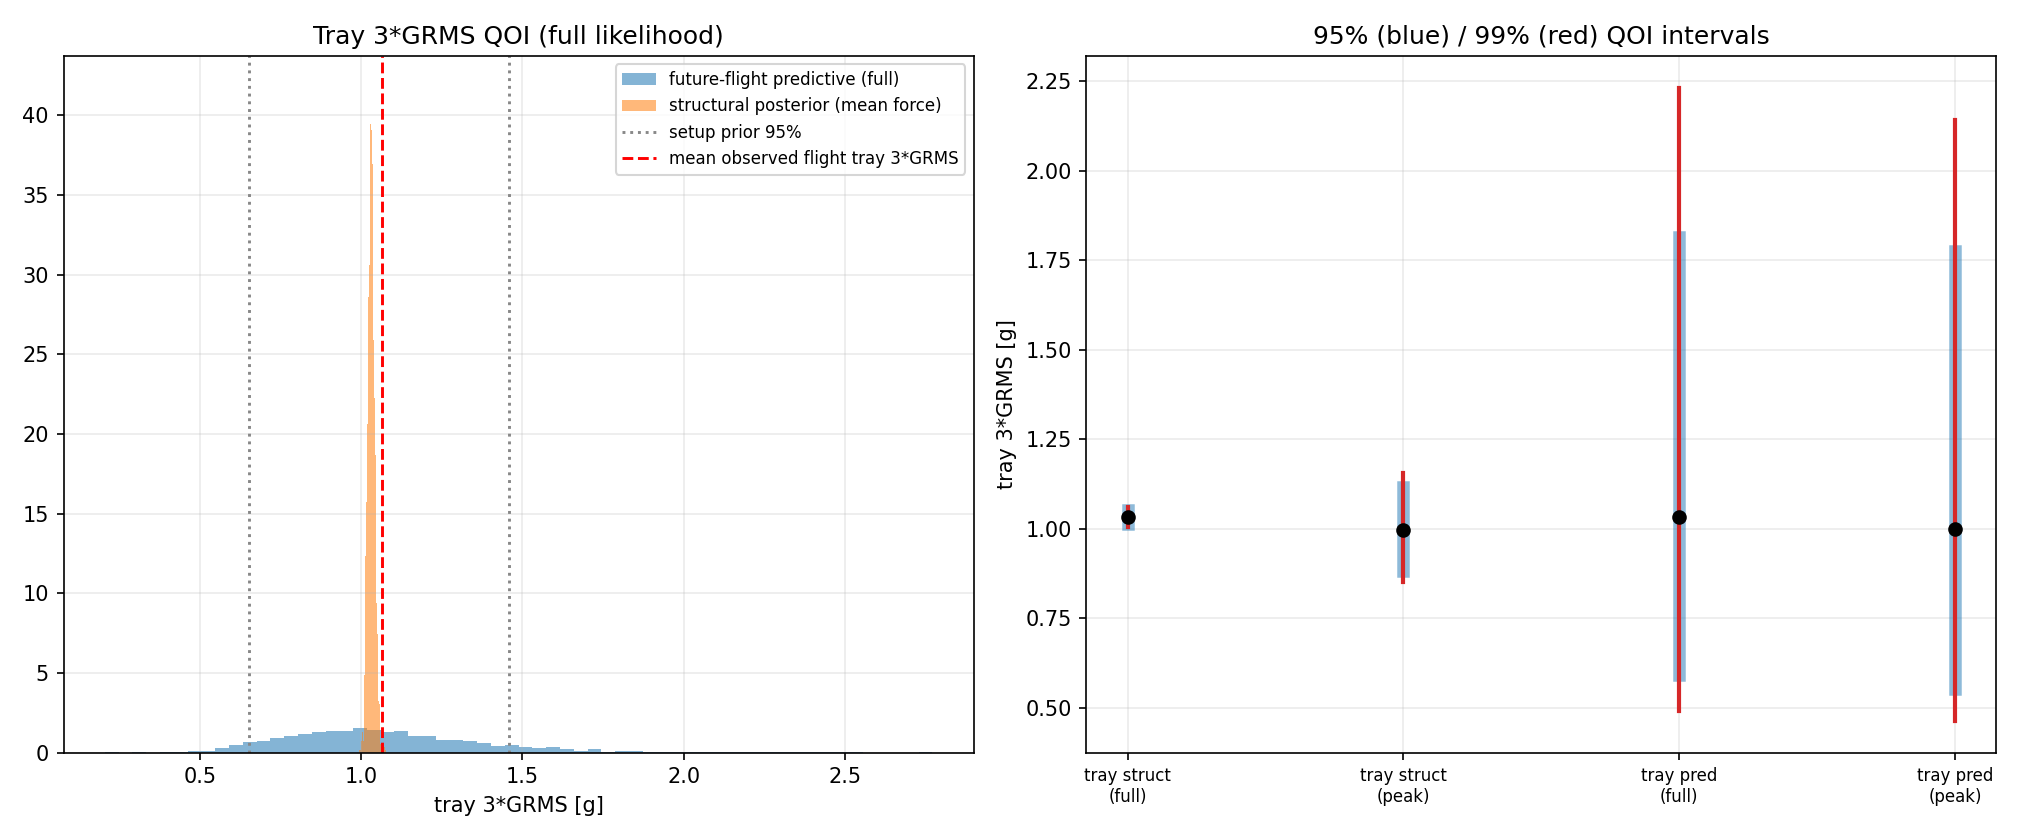 Tray 3*GRMS QOI (full likelihood)
future-flight predictive (full)
structural posterior (mean force)
setup prior 95%
mean observed flight tray 3*GRMS
40
35
30
25
20
15
10
5
0
0.5
1.0
1.5
2.0
2.5
tray 3*GRMS [g]
95% (blue) / 99% (red) QOI intervals
tray 3*GRMS [g]
2.25
2.00
1.75
1.50
1.25
1.00
0.75
0.50
tray struct
(full)
tray struct
(peak)
tray pred
(full)
tray pred
(peak)